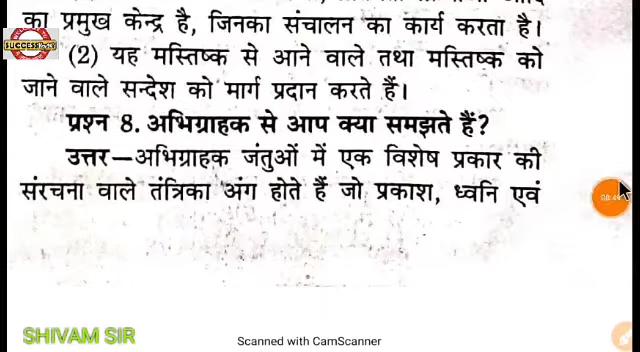 का प्रमुख केन्द्र है, जिनका संचालन का कार्य करता है।
SUCCESS
(2) यह मस्तिष्क से आने वाले तथा मस्तिष्क को
जाने वाले सन्देश को मार्ग प्रदान करते हैं।
प्रश्न 8. अभिग्राहक से आप क्या समझते हैं?
उत्तर—अभिग्राहक जंतुओं में एक विशेष प्रकार की
संरचना वाले तंत्रिका अंग होते हैं जो प्रकाश, ध्वनि एवं
SHIVAM SIR
Scanned with CamScanner